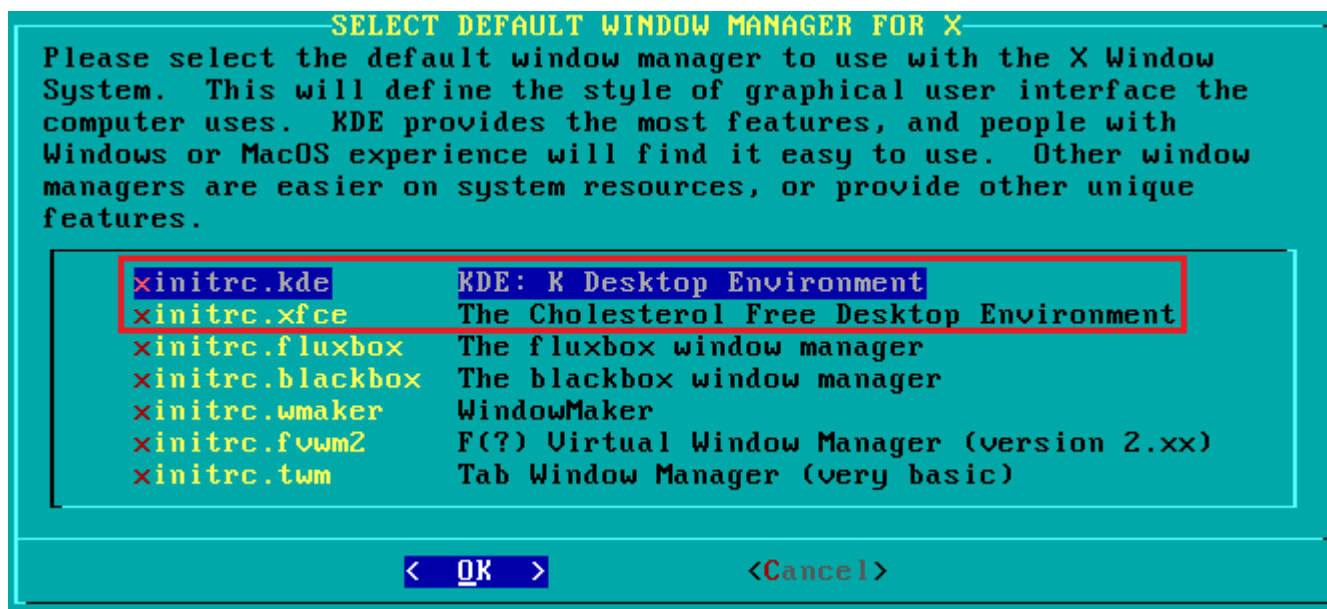 SELECT DEFAULT WINDOW MANAGER FOR X
Please select the default window manager to use with the X Window
System.  This will define the style of graphical user interface the
computer uses.  KDE provides the most features, and people with
Windows or MacOS experience will find it easy to use.  Other window
managers are easier on system resources, or provide other unique
features.
xinitrc.kde KDE: K Desktop Environment
xinitrc.xfce The Cholesterol Free Desktop Environment
xinitrc.fluxbox The fluxbox window manager
xinitrc.blackbox The blackbox window manager
xinitrc.wmaker WindowMaker
xinitrc.fvwm2 F(?) Virtual Window Manager (version 2.xx)
xinitrc.twm Tab Window Manager (very basic)
< OK > <Cancel>